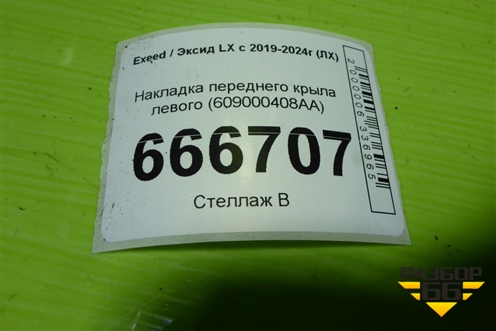 Exeed / Эксид LX с 2019-2024г (ЛХ)
Накладка переднего крыла
левого (609000408AA)
666707
Стеллаж В
2000006336965
РАЗБОР
66